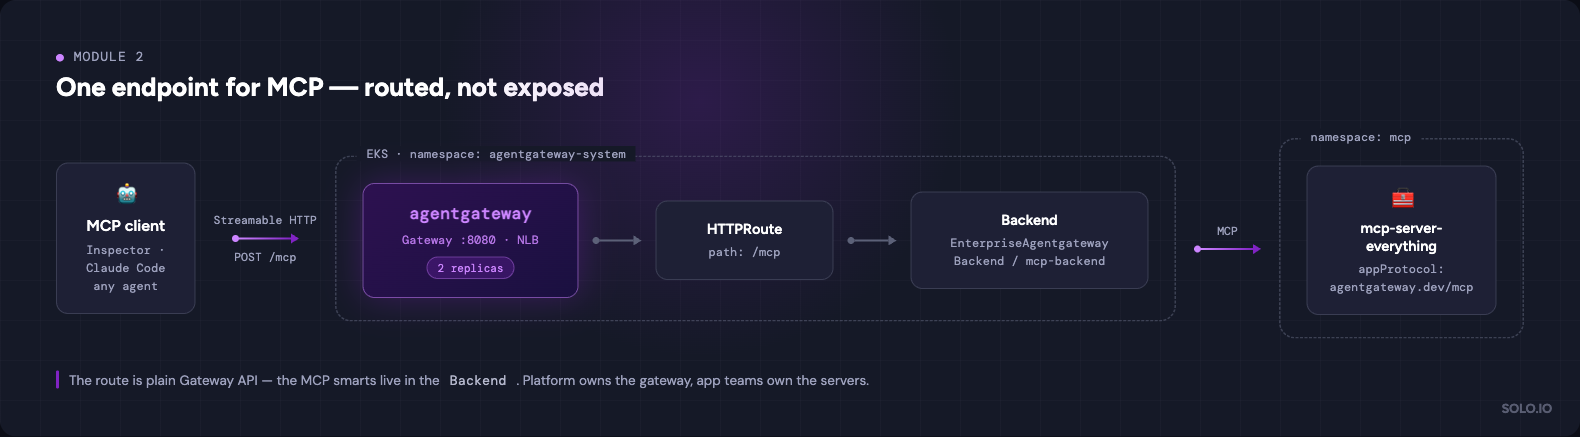 MODULE 2
One endpoint for MCP — routed, not exposed
MCP client
Inspector ·
Claude Code
any agent
Streamable HTTP
POST /mcp
EKS · namespace: agentgateway-system
agentgateway
Gateway :8080 · NLB
2 replicas
HTTPRoute
path: /mcp
Backend
EnterpriseAgentgateway
Backend / mcp-backend
MCP
namespace: mcp
mcp-server-
everything
appProtocol:
agentgateway.dev/mcp
The route is plain Gateway API — the MCP smarts live in the Backend . Platform owns the gateway, app teams own the servers.
SOLO.IO